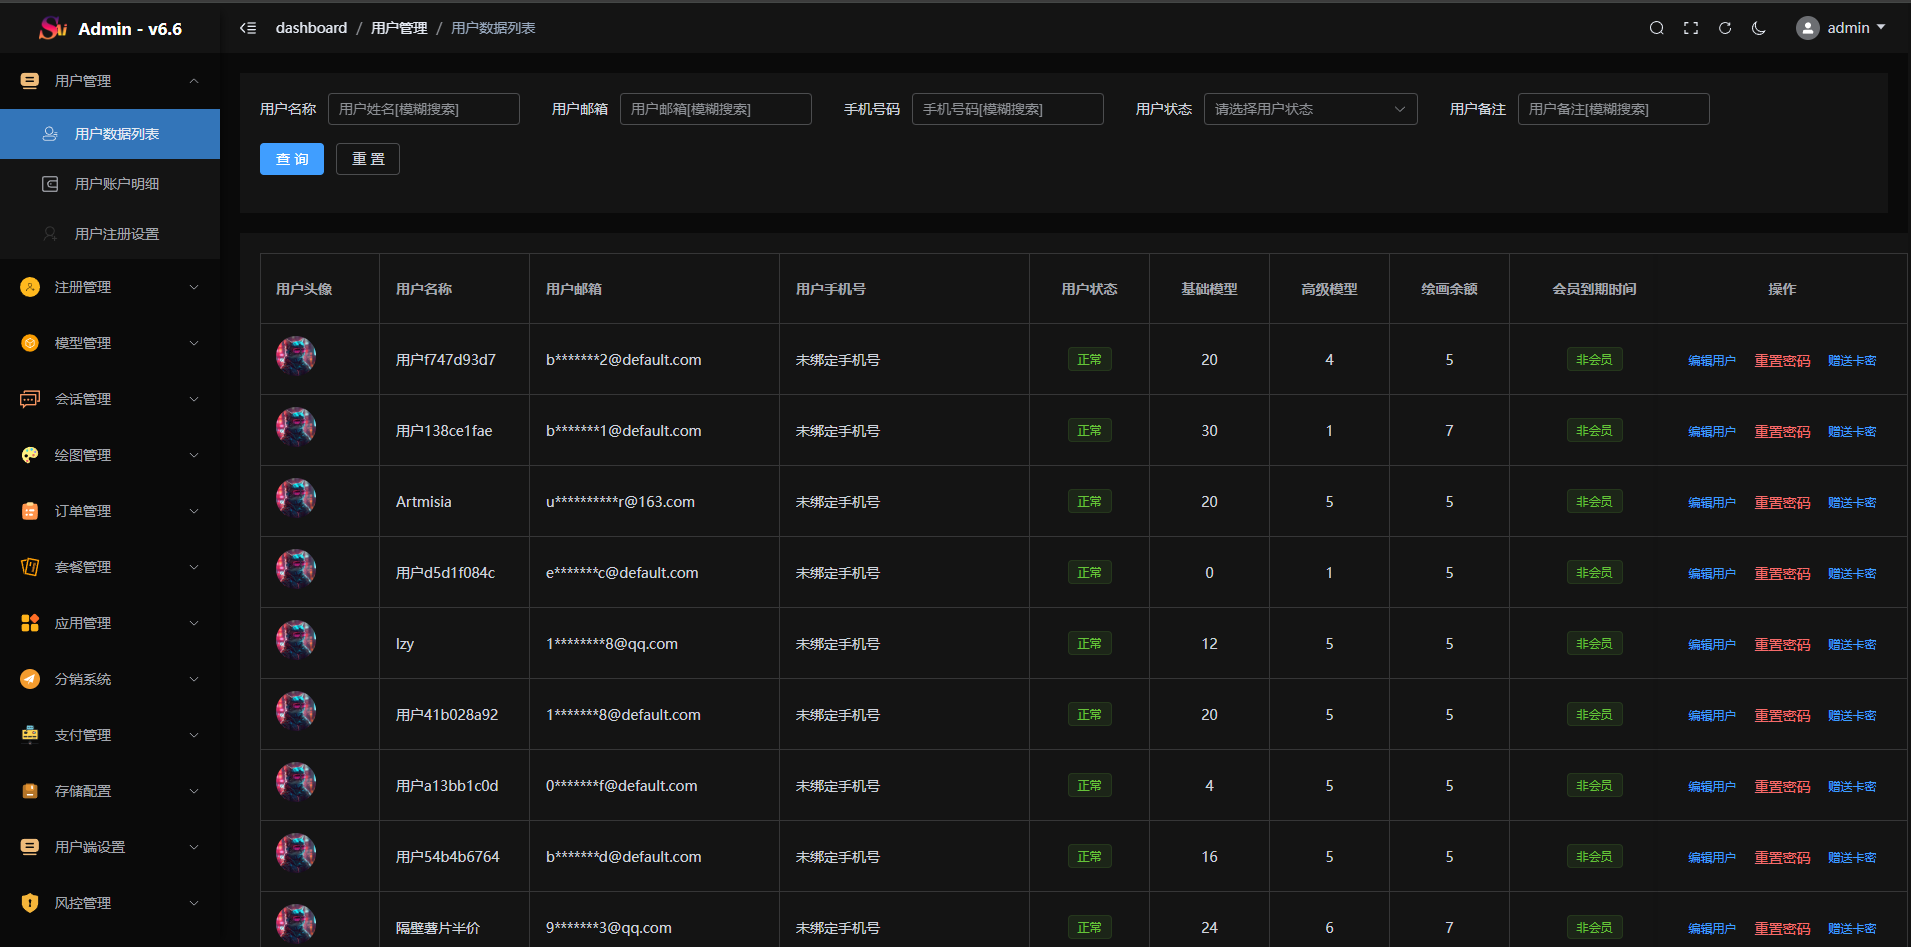 Su Admin - v6.6
dashboard / 用户管理 / 用户数据列表
admin
用户管理
用户数据列表
用户账户明细
用户注册设置
注册管理
模型管理
会话管理
绘图管理
订单管理
套餐管理
应用管理
分销系统
支付管理
存储配置
用户端设置
风控管理
用户名称 用户姓名[模糊搜索] 用户邮箱 用户邮箱[模糊搜索] 手机号码 手机号码[模糊搜索] 用户状态 请选择用户状态 用户备注 用户备注[模糊搜索]
查 询 重 置
用户头像 用户名称 用户邮箱 用户手机号 用户状态 基础模型 高级模型 绘画余额 会员到期时间 操作
用户f747d93d7 b*******2@default.com 未绑定手机号 正常 20 4 5 非会员 编辑用户 重置密码 赠送卡密
用户138ce1fae b*******1@default.com 未绑定手机号 正常 30 1 7 非会员 编辑用户 重置密码 赠送卡密
Artmisia u**********r@163.com 未绑定手机号 正常 20 5 5 非会员 编辑用户 重置密码 赠送卡密
用户d5d1f084c e*******c@default.com 未绑定手机号 正常 0 1 5 非会员 编辑用户 重置密码 赠送卡密
lzy 1********8@qq.com 未绑定手机号 正常 12 5 5 非会员 编辑用户 重置密码 赠送卡密
用户41b028a92 1*******8@default.com 未绑定手机号 正常 20 5 5 非会员 编辑用户 重置密码 赠送卡密
用户a13bb1c0d 0*******f@default.com 未绑定手机号 正常 4 5 5 非会员 编辑用户 重置密码 赠送卡密
用户54b4b6764 b*******d@default.com 未绑定手机号 正常 16 5 5 非会员 编辑用户 重置密码 赠送卡密
隔壁薯片半价 9*******3@qq.com 未绑定手机号 正常 24 6 7 非会员 编辑用户 重置密码 赠送卡密